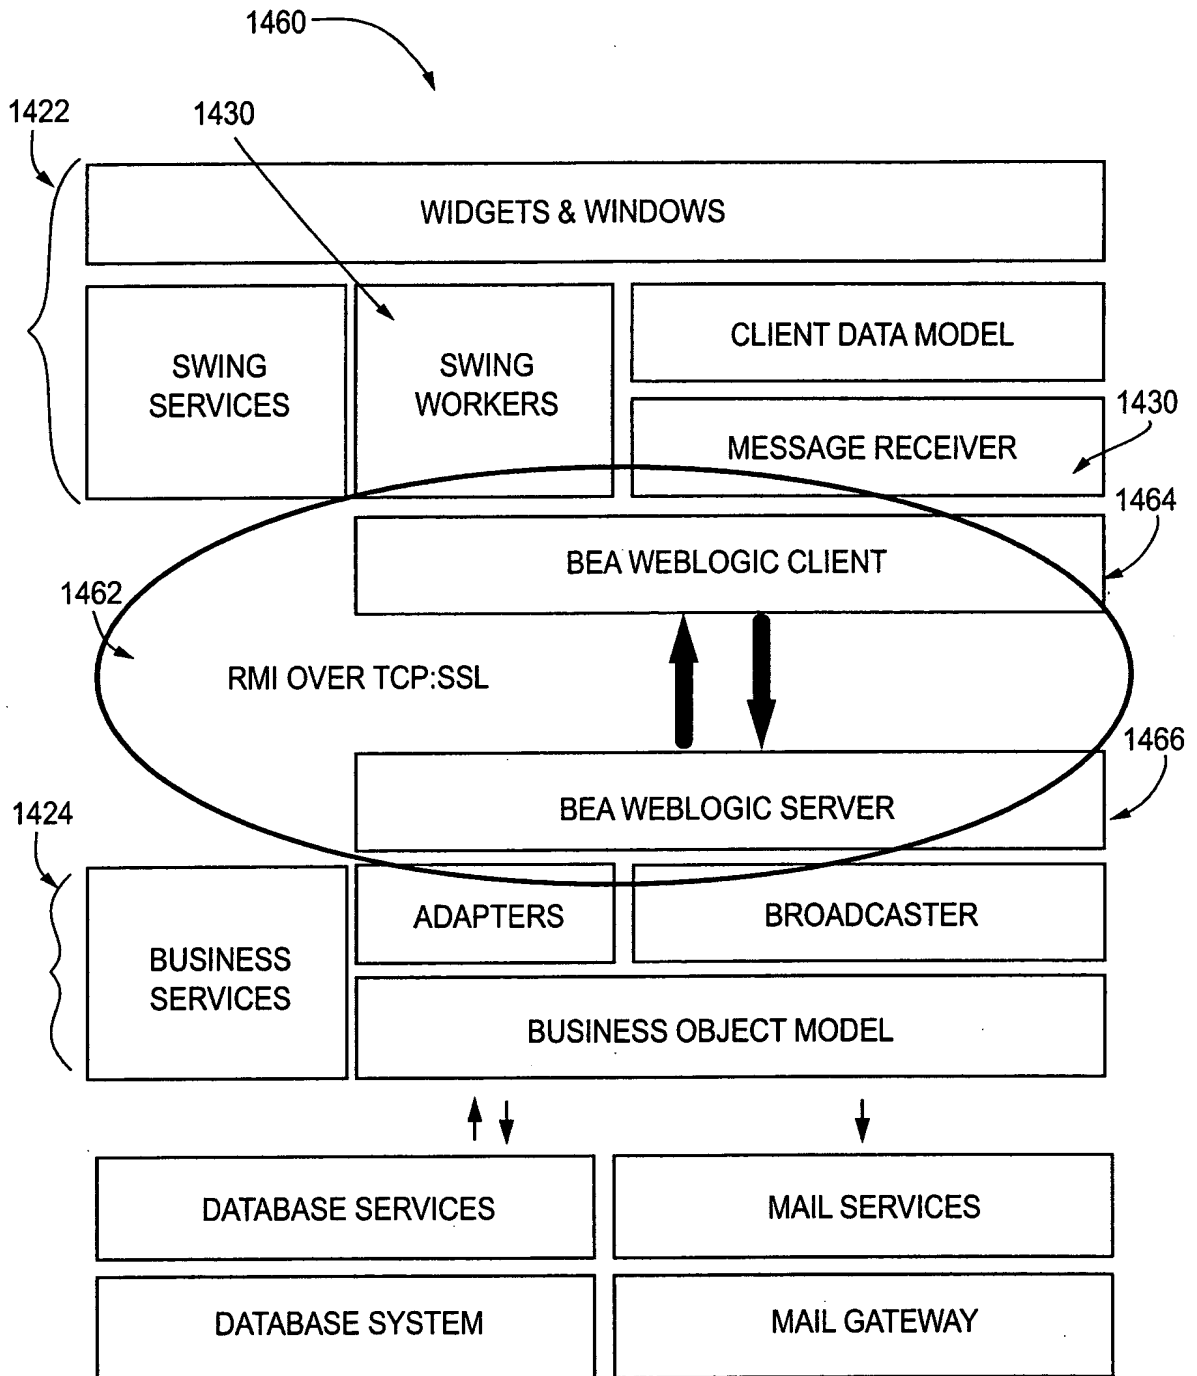 1460
1422
1430
WIDGETS & WINDOWS
SWING
SERVICES
SWING
WORKERS
CLIENT DATA MODEL
1430
MESSAGE RECEIVER
1464
BEA WEBLOGIC CLIENT
1462
RMI OVER TCP:SSL
1466
BEA WEBLOGIC SERVER
1424
ADAPTERS
BROADCASTER
BUSINESS
SERVICES
BUSINESS OBJECT MODEL
DATABASE SERVICES
MAIL SERVICES
DATABASE SYSTEM
MAIL GATEWAY